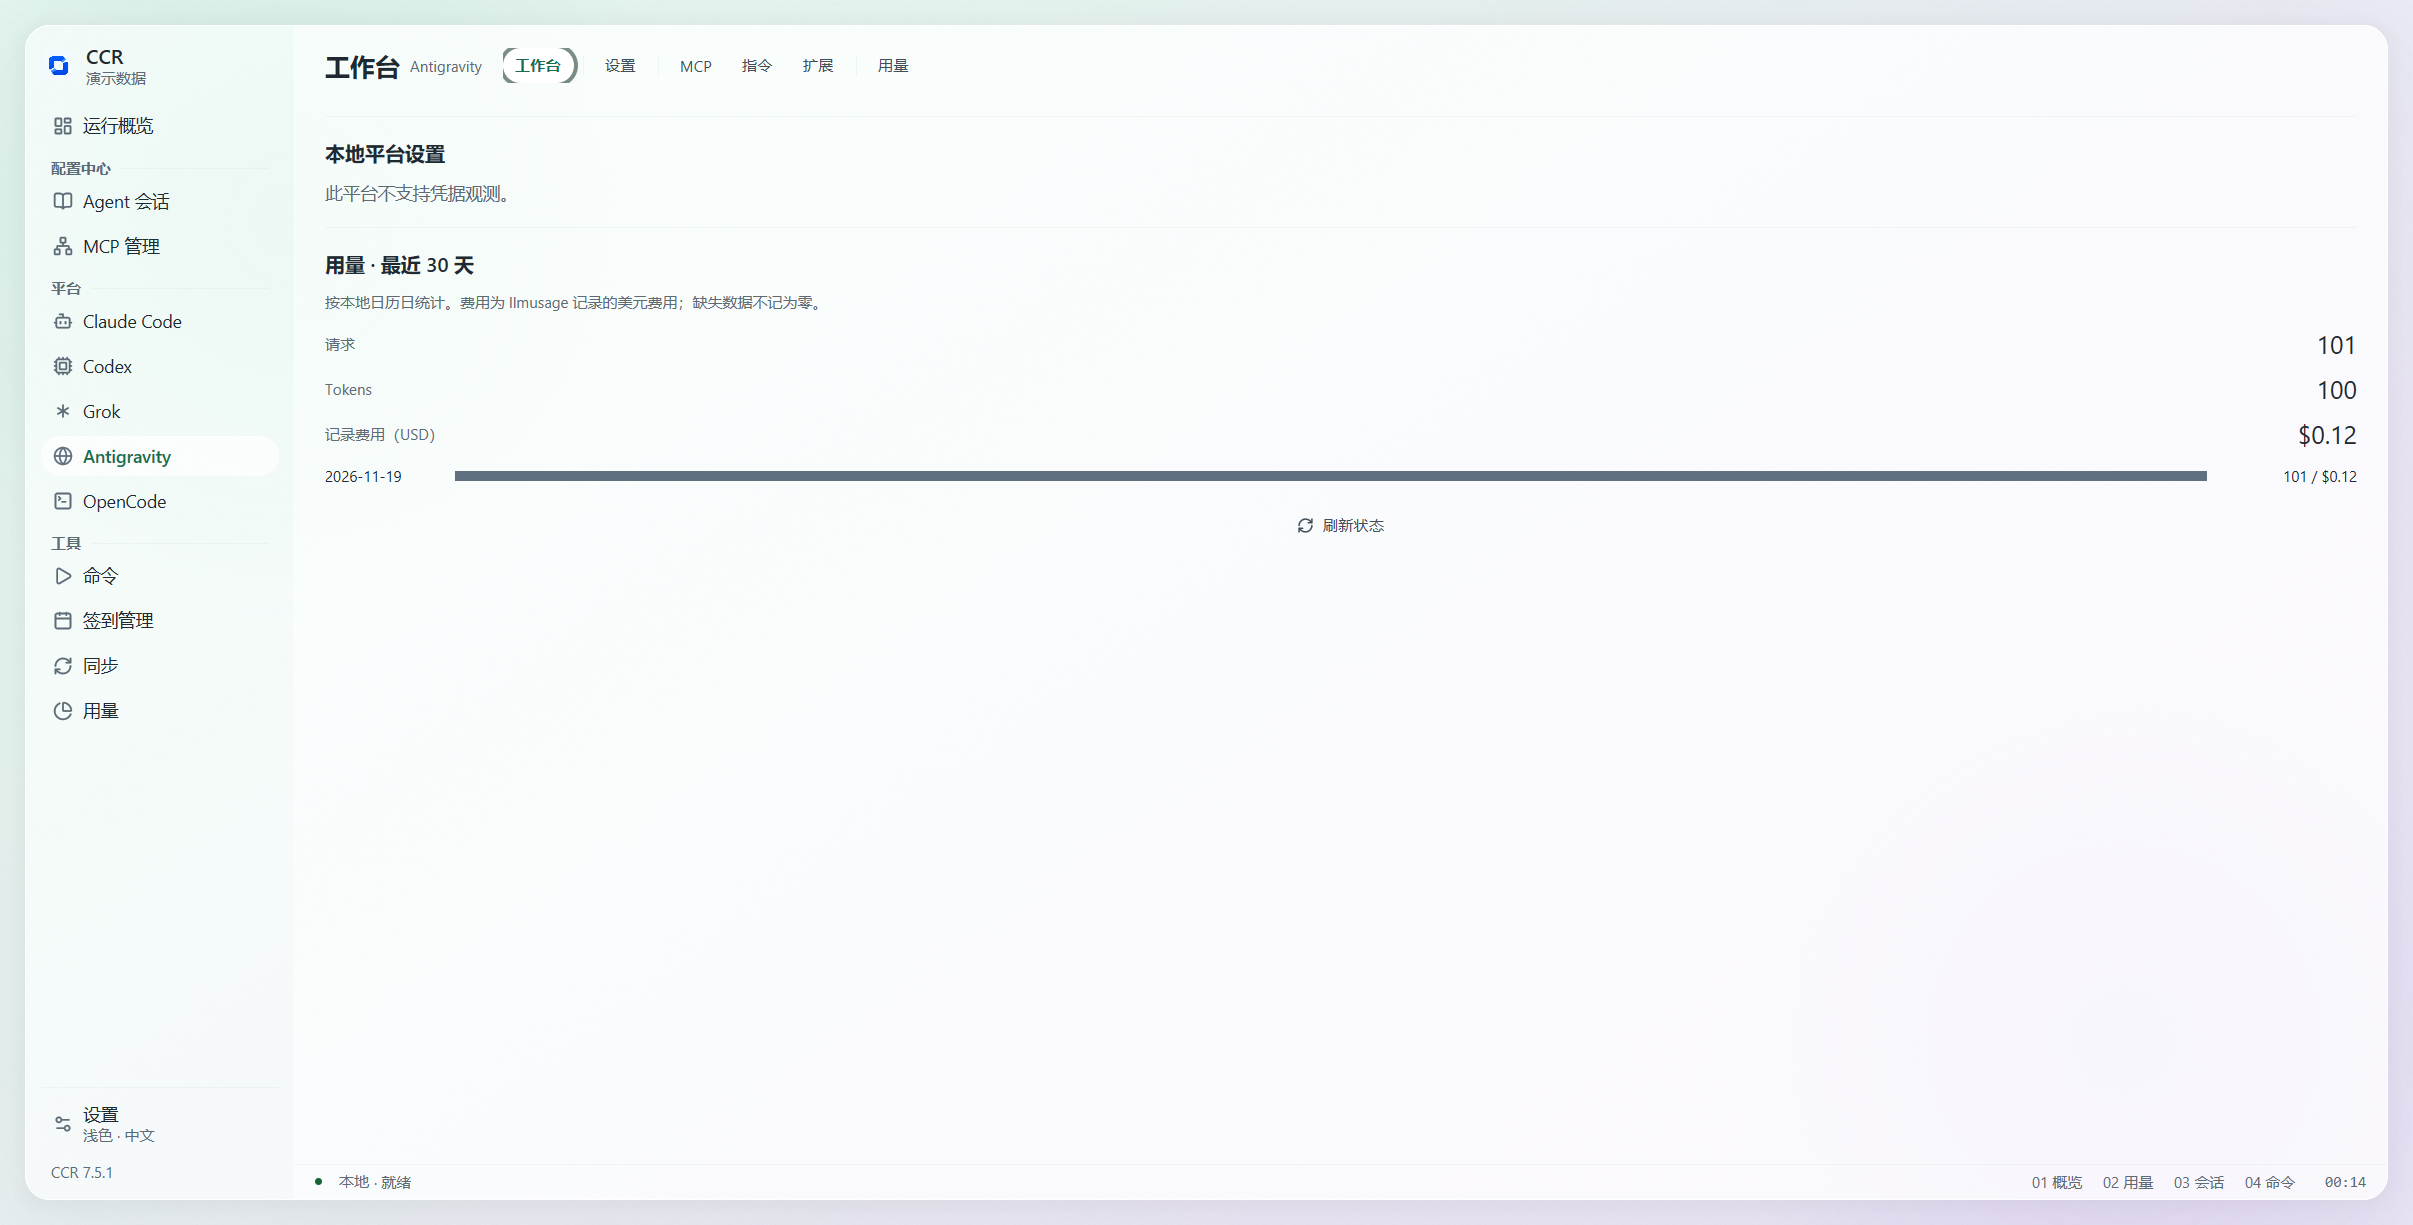 CCR
演示数据
运行概览
配置中心
Agent 会话
MCP 管理
平台
Claude Code
Codex
Grok
Antigravity
OpenCode
工具
命令
签到管理
同步
用量
设置
浅色 · 中文
CCR 7.5.1
工作台 Antigravity 工作台 设置 MCP 指令 扩展 用量
本地平台设置
此平台不支持凭据观测。
用量 · 最近 30 天
按本地日历日统计。费用为 llmusage 记录的美元费用；缺失数据不记为零。
请求 101
Tokens 100
记录费用（USD） $0.12
2026-11-19 101 / $0.12
刷新状态
本地 · 就绪 01 概览 02 用量 03 会话 04 命令 00:14